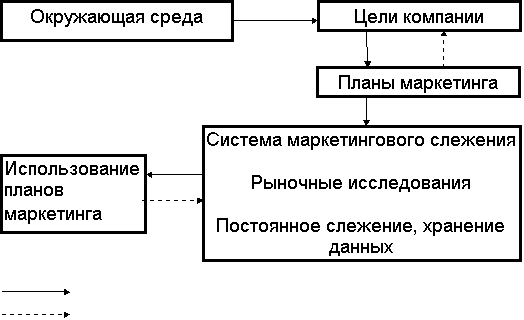 Окружающая среда
Цели компании
Планы маркетинга
Система маркетингового слежения
Рыночные исследования
Постоянное слежение, хранение
данных
Использование
планов
маркетинга